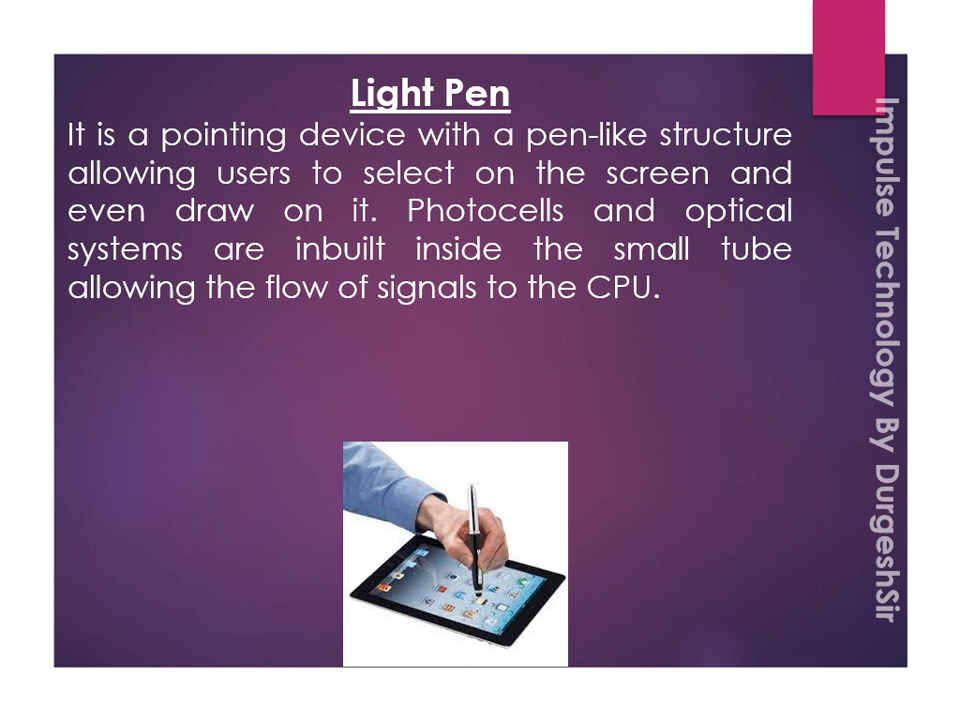 Light Pen
It is a pointing device with a pen-like structure
allowing users to select on the screen and
even draw on it. Photocells and optical
systems are inbuilt inside the small tube
allowing the flow of signals to the CPU.
Impulse Technology By DurgeshSir